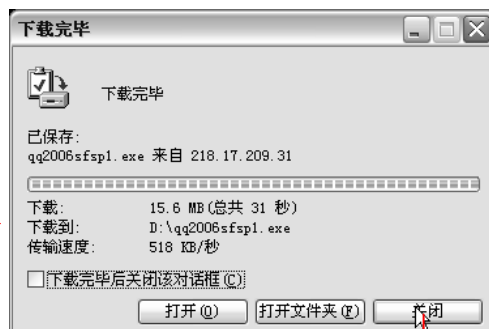 下载完毕
下载完毕
已保存:
qq2006sfsp1.exe 来自 218.17.209.31
下载: 15.6 MB(总共 31 秒)
下载到: D:\qq2006sfsp1.exe
传输速度: 518 KB/秒
下载完毕后关闭该对话框(C)
打开(O) 打开文件夹(F) 关闭